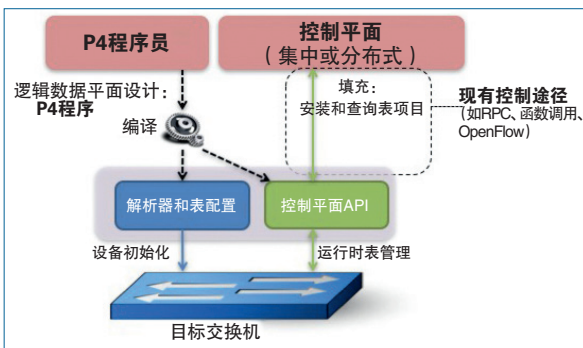 P4程序员
控制平面
（集中或分布式）
逻辑数据平面设计：
P4程序
编译
填充：
安装和查询表项目
现有控制途径
(如RPC、函数调用、
OpenFlow)
解析器和表配置
控制平面API
设备初始化
运行时表管理
目标交换机